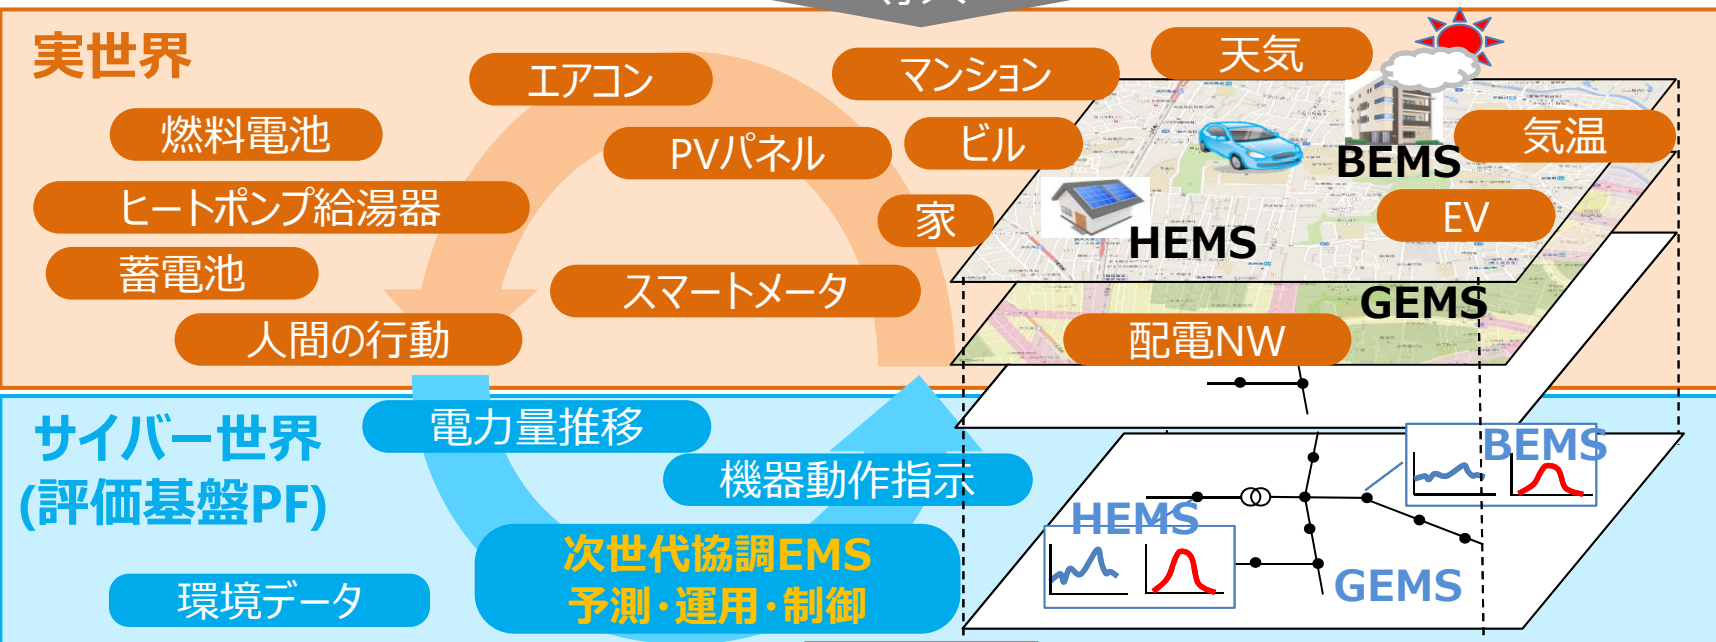 実世界
エアコン
マンション
天気
燃料電池
PVパネル
ビル
気温
BEMS
ヒートポンプ給湯器
家
EV
HEMS
蓄電池
スマートメータ
GEMS
人間の行動
配電NW
サイバー世界
(評価基盤PF)
電力量推移
機器動作指示
BEMS
HEMS
次世代協調EMS
予測・運用・制御
環境データ
GEMS